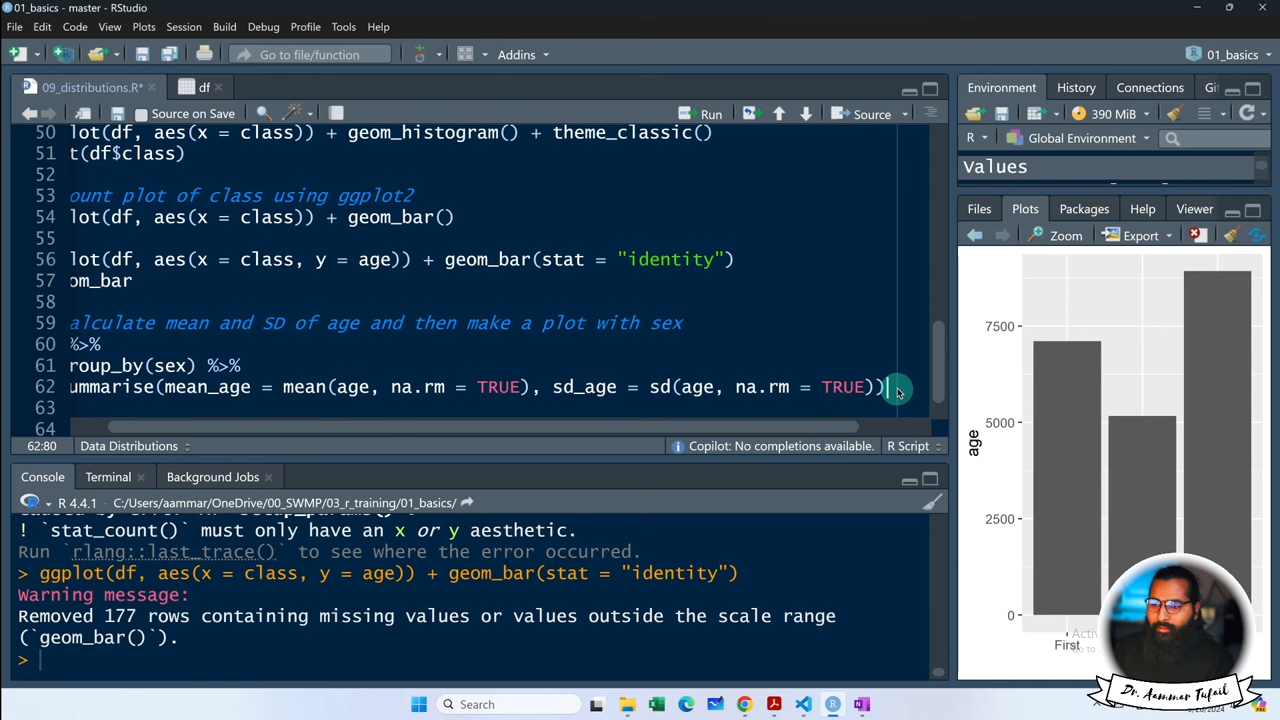 01_basics - master - RStudio
File Edit Code View Plots Session Build Debug Profile Tools Help
Go to file/function
Addins
01_basics
09_distributions.R*
df
Source on Save
Run
Source
50 lot(df, aes(x = class)) + geom_histogram() + theme_classic()
51 t(df$class)
52
53 ount plot of class using ggplot2
54 lot(df, aes(x = class)) + geom_bar()
55
56 lot(df, aes(x = class, y = age)) + geom_bar(stat = "identity")
57 om_bar
58
59 alculate mean and SD of age and then make a plot with sex
60 %>%
61 roup_by(sex) %>%
62 ummarise(mean_age = mean(age, na.rm = TRUE), sd_age = sd(age, na.rm = TRUE))
63
64
62:80 Data Distributions
Copilot: No completions available.
R Script
Console Terminal Background Jobs
R 4.4.1 · C:/Users/aammar/OneDrive/00_SWMP/03_r_training/01_basics/
! `stat_count()` must only have an x or y aesthetic.
Run `rlang::last_trace()` to see where the error occurred.
> ggplot(df, aes(x = class, y = age)) + geom_bar(stat = "identity")
Warning message:
Removed 177 rows containing missing values or values outside the scale range
(`geom_bar()`).
>
Environment History Connections Gi
390 MiB
R Global Environment
Values
Files Plots Packages Help Viewer
Zoom Export
7500
5000
2500
0
age
First
Dr. Aammar Tufail
Search